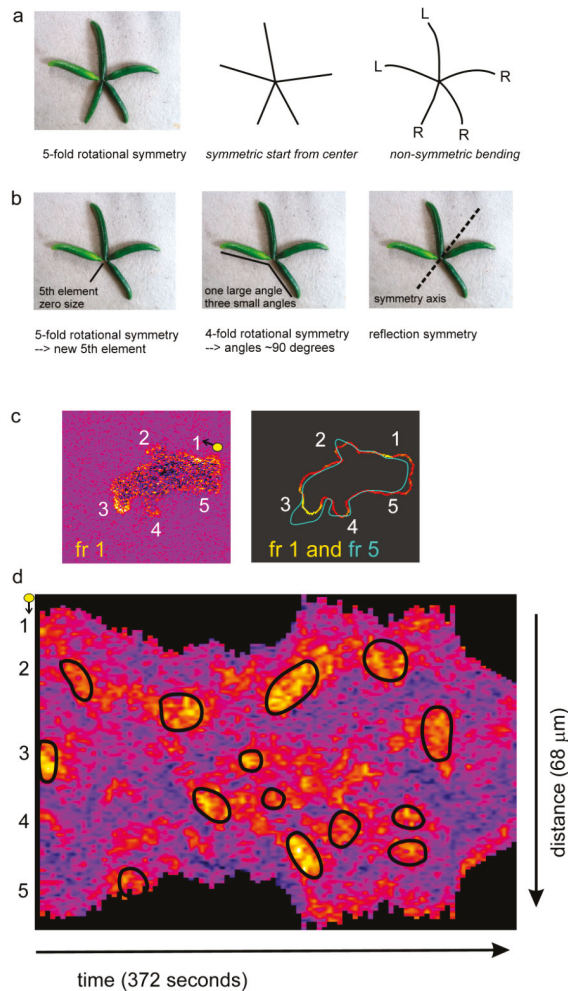 a
L
L
R
R
R
5-fold rotational symmetry
symmetric start from center
non-symmetric bending
b
5th element
zero size
one large angle
three small angles
symmetry axis
5-fold rotational symmetry
--> new 5th element
4-fold rotational symmetry
--> angles ~90 degrees
reflection symmetry
c
2
1
3
4
5
fr 1
2
1
3
4
5
fr 1 and fr 5
d
1
2
3
4
5
distance (68 µm)
time (372 seconds)